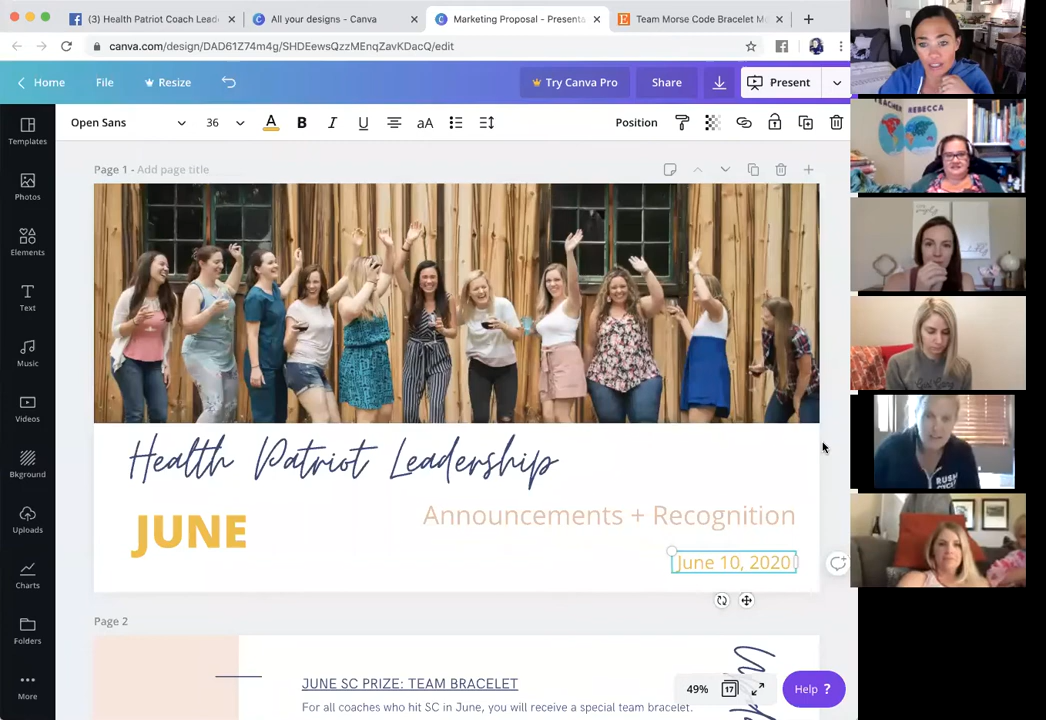 (3) Health Patriot Coach Lead
All your designs - Canva
Marketing Proposal - Present
Team Morse Code Bracelet M
canva.com/design/DAD61Z74m4g/SHDEewsQzzMEnqZavKDacQ/edit
Home
File
Resize
Try Canva Pro
Share
Present
Open Sans
36
A
B
I
U
aA
Position
Templates
Photos
Elements
Text
Music
Videos
Bkground
Uploads
Charts
Folders
More
Page 1 - Add page title
Health Patriot Leadership
JUNE
Announcements + Recognition
June 10, 2020
Page 2
JUNE SC PRIZE: TEAM BRACELET
For all coaches who hit SC in June, you will receive a special team bracelet.
49%
17
Help ?
TEACHER
REBECCA
Girl Gang